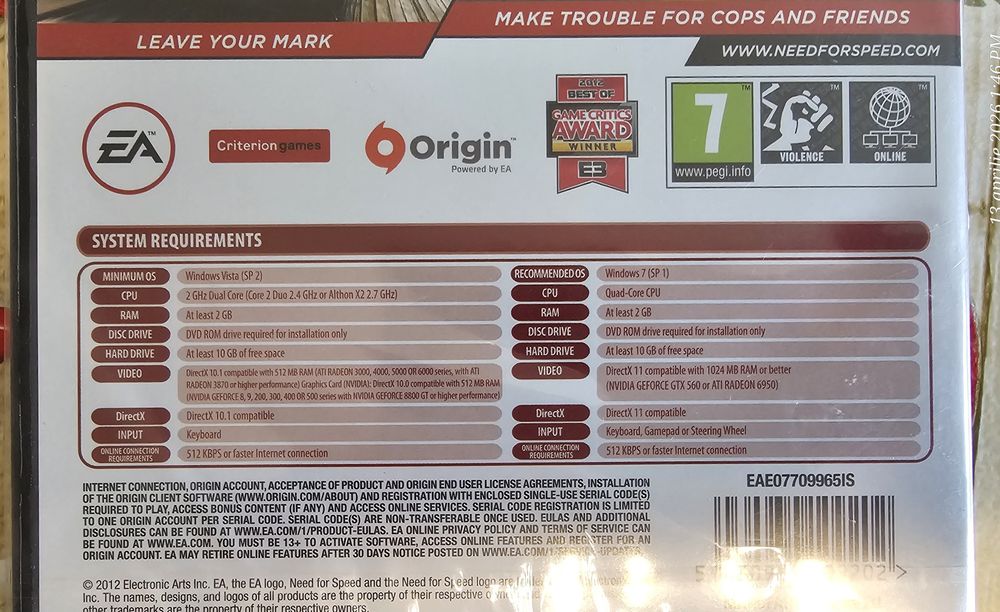 MAKE TROUBLE FOR COPS AND FRIENDS
LEAVE YOUR MARK
WWW.NEEDFORSPEED.COM
EA™
Criterion games
Origin™
Powered by EA
2012
BEST OF
GAME CRITICS
AWARD
WINNER
E3
7
™
www.pegi.info
™
VIOLENCE
™
ONLINE
13 aprilie 2026 1:46 PM
SYSTEM REQUIREMENTS
MINIMUM OS Windows Vista (SP 2)
CPU 2 GHz Dual Core (Core 2 Duo 2.4 GHz or Althon X2 2.7 GHz)
RAM At least 2 GB
DISC DRIVE DVD ROM drive required for installation only
HARD DRIVE At least 10 GB of free space
VIDEO DirectX 10.1 compatible with 512 MB RAM (ATI RADEON 3000, 4000, 5000 OR 6000 series, with ATI
RADEON 3870 or higher performance) Graphics Card (NVIDIA): DirectX 10.0 compatible with 512 MB RAM
(NVIDIA GEFORCE 8, 9, 200, 300, 400 OR 500 series with NVIDIA GEFORCE 8800 GT or higher performance)
DirectX DirectX 10.1 compatible
INPUT Keyboard
ONLINE CONNECTION
REQUIREMENTS 512 KBPS or faster Internet connection
RECOMMENDED OS Windows 7 (SP 1)
CPU Quad-Core CPU
RAM At least 2 GB
DISC DRIVE DVD ROM drive required for installation only
HARD DRIVE At least 10 GB of free space
VIDEO DirectX 11 compatible with 1024 MB RAM or better
(NVIDIA GEFORCE GTX 560 or ATI RADEON 6950)
DirectX DirectX 11 compatible
INPUT Keyboard, Gamepad or Steering Wheel
ONLINE CONNECTION
REQUIREMENTS 512 KBPS or faster Internet connection
INTERNET CONNECTION, ORIGIN ACCOUNT, ACCEPTANCE OF PRODUCT AND ORIGIN END USER LICENSE AGREEMENTS, INSTALLATION
OF THE ORIGIN CLIENT SOFTWARE (WWW.ORIGIN.COM/ABOUT) AND REGISTRATION WITH ENCLOSED SINGLE-USE SERIAL CODE(S)
REQUIRED TO PLAY, ACCESS BONUS CONTENT (IF ANY) AND ACCESS ONLINE SERVICES. SERIAL CODE REGISTRATION IS LIMITED
TO ONE ORIGIN ACCOUNT PER SERIAL CODE. SERIAL CODE(S) ARE NON-TRANSFERABLE ONCE USED. EULAS AND ADDITIONAL
DISCLOSURES CAN BE FOUND AT WWW.EA.COM/1/PRODUCT-EULAS. EA ONLINE PRIVACY POLICY AND TERMS OF SERVICE CAN
BE FOUND AT WWW.EA.COM. YOU MUST BE 13+ TO ACTIVATE SOFTWARE, ACCESS ONLINE FEATURES AND REGISTER FOR AN
ORIGIN ACCOUNT. EA MAY RETIRE ONLINE FEATURES AFTER 30 DAYS NOTICE POSTED ON WWW.EA.COM/1/SERVICE-UPDATES.
EAE07709965IS
© 2012 Electronic Arts Inc. EA, the EA logo, Need for Speed and the Need for Speed logo are
Inc. The names, designs, and logos of all products are the property of their respective
other trademarks are the property of their respective owners.